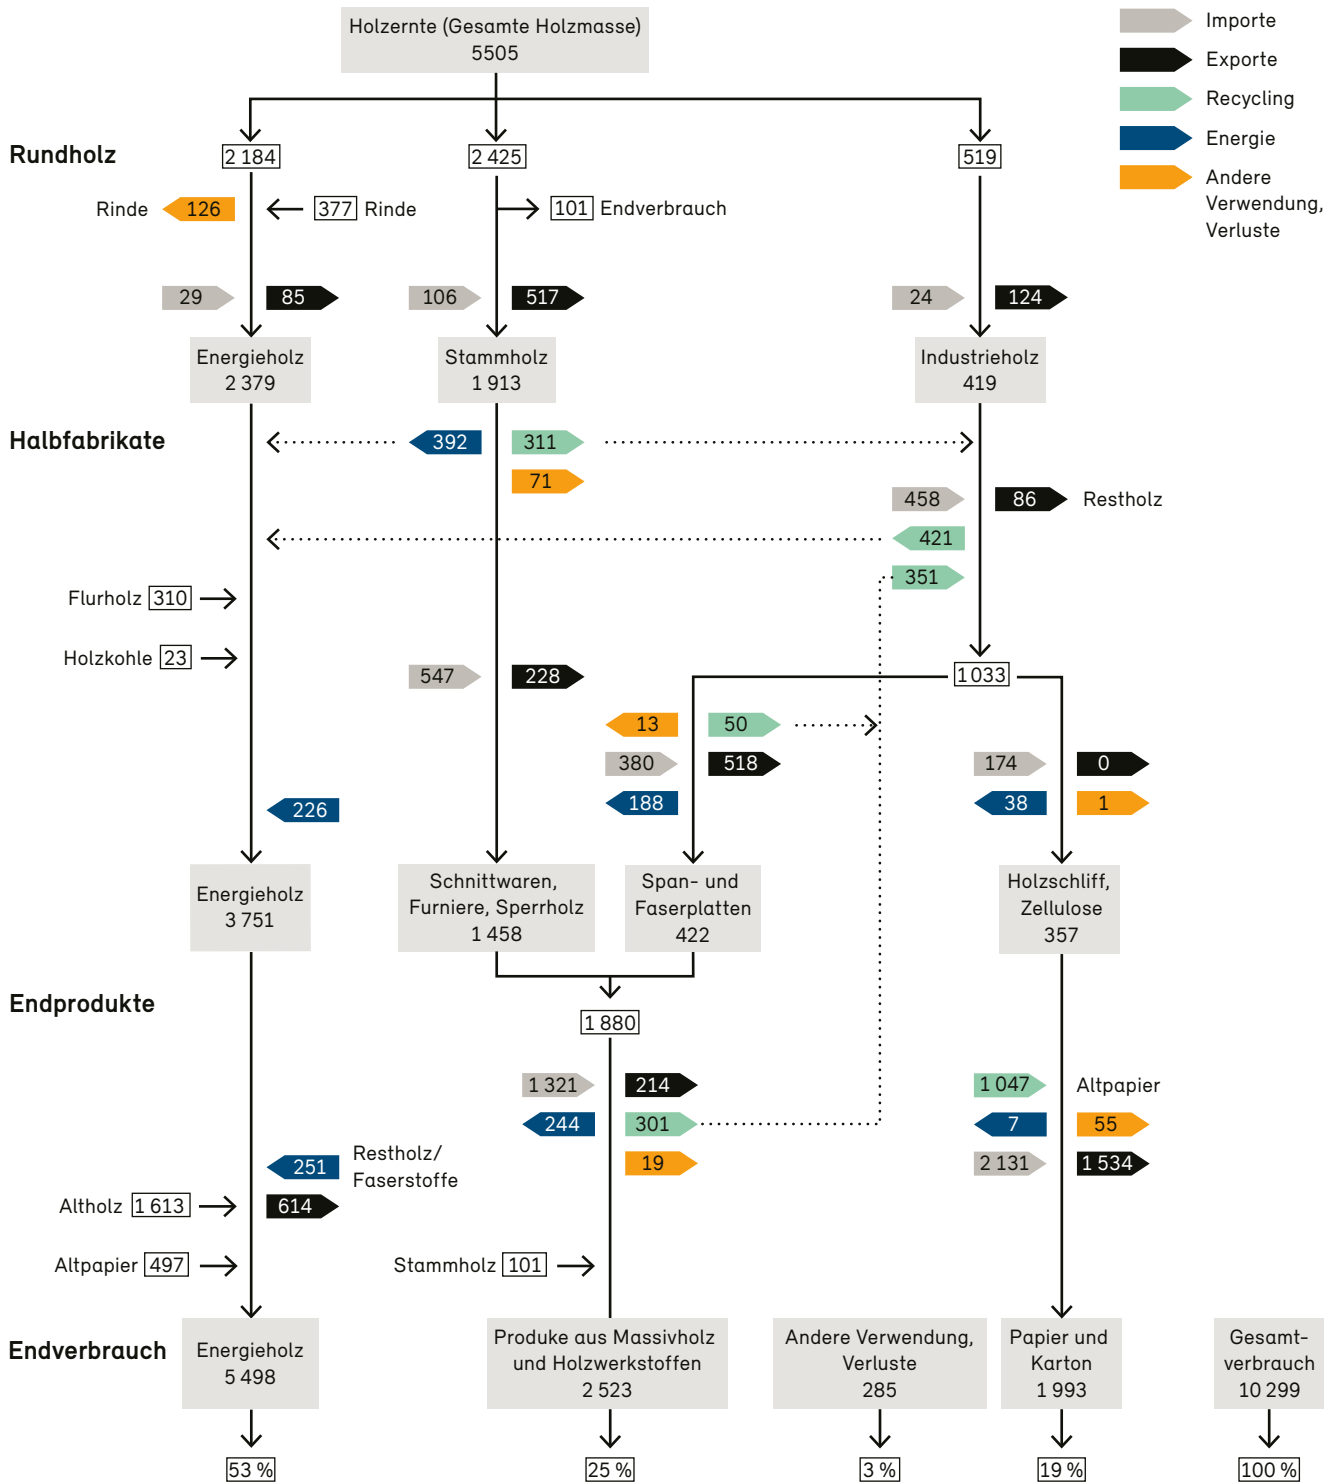 Holzernte (Gesamte Holzmasse)
5505
Importe
Exporte
Recycling
Energie
Andere
Verwendung,
Verluste
Rundholz
2 184
2 425
519
Rinde
126
377
Rinde
101
Endverbrauch
29
85
106
517
24
124
Energieholz
2 379
Stammholz
1 913
Industrieholz
419
Halbfabrikate
392
311
71
458
86
Restholz
421
351
Flurholz
310
Holzkohle
23
547
228
1 033
13
50
380
518
188
174
0
38
1
226
Energieholz
3 751
Schnittwaren,
Furniere, Sperrholz
1 458
Span- und
Faserplatten
422
Holzschliff,
Zellulose
357
Endprodukte
1 880
1 321
214
244
301
19
1 047
Altpapier
7
55
2 131
1 534
251
Restholz/
Faserstoffe
Altholz
1 613
614
Altpapier
497
Stammholz
101
Endverbrauch
Energieholz
5 498
Produke aus Massivholz
und Holzwerkstoffen
2 523
Andere Verwendung,
Verluste
285
Papier und
Karton
1 993
Gesamt-
verbrauch
10 299
53 %
25 %
3 %
19 %
100 %